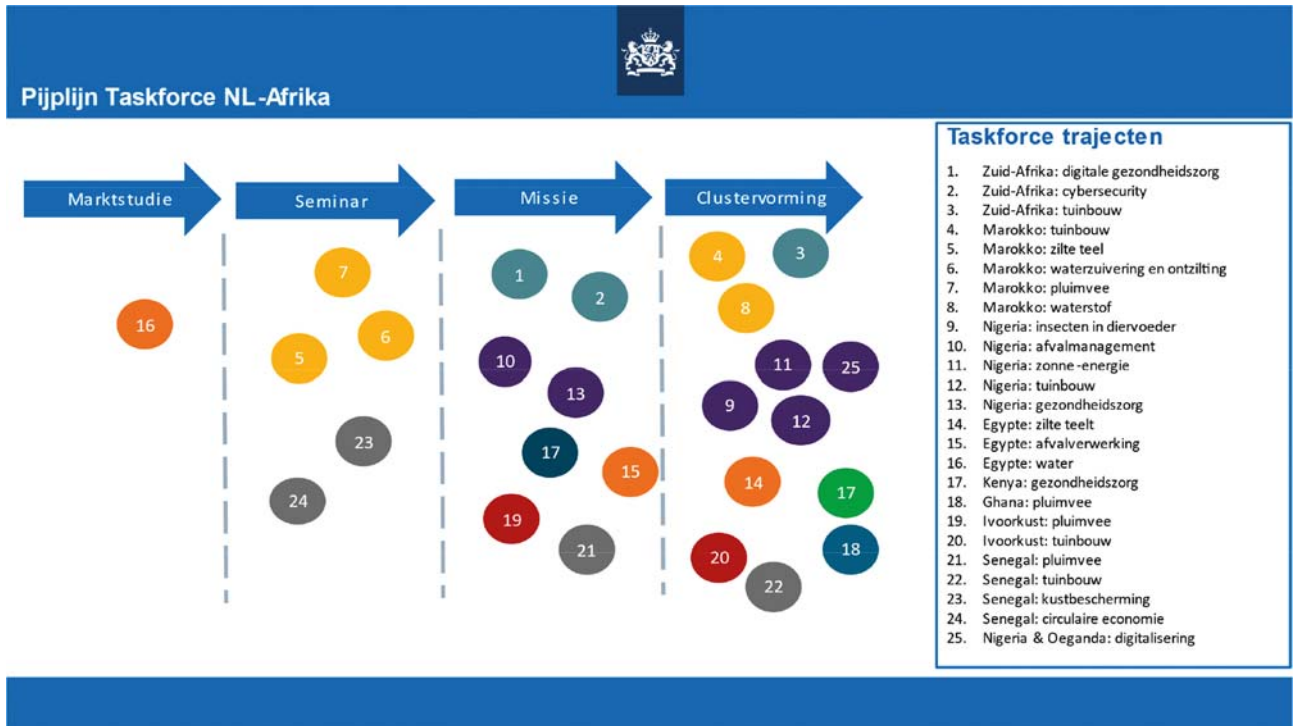 Pijplijn Taskforce NL-Afrika
Marktstudie
Seminar
Missie
Clustervorming
16
7
5
6
23
24
1
2
10
13
17
15
19
21
4
3
8
11
25
9
12
14
17
18
20
22
Taskforce trajecten
1. Zuid-Afrika: digitale gezondheidszorg
2. Zuid-Afrika: cybersecurity
3. Zuid-Afrika: tuinbouw
4. Marokko: tuinbouw
5. Marokko: zilte teel
6. Marokko: waterzuivering en ontzilting
7. Marokko: pluimvee
8. Marokko: waterstof
9. Nigeria: insecten in diervoeder
10. Nigeria: afvalmanagement
11. Nigeria: zonne-energie
12. Nigeria: tuinbouw
13. Nigeria: gezondheidszorg
14. Egypte: zilte teelt
15. Egypte: afvalverwerking
16. Egypte: water
17. Kenya: gezondheidszorg
18. Ghana: pluimvee
19. Ivoorkust: pluimvee
20. Ivoorkust: tuinbouw
21. Senegal: pluimvee
22. Senegal: tuinbouw
23. Senegal: kustbescherming
24. Senegal: circulaire economie
25. Nigeria & Oeganda: digitalisering